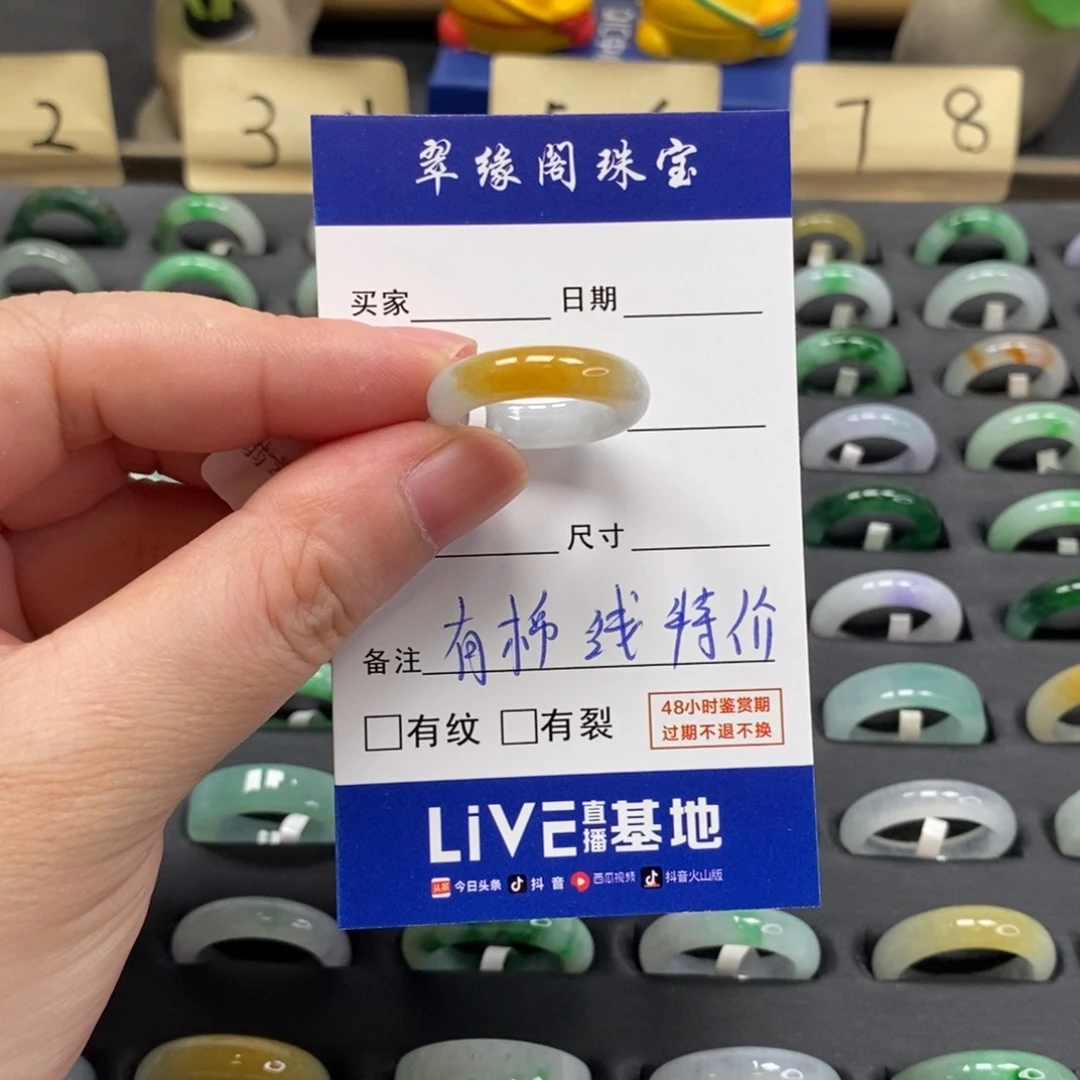 2
3
7 8
翠缘阁珠宝
买家 日期
尺寸
备注 有棉线特价
有纹 有裂
48小时鉴赏期
过期不退不换
LiVE直播基地
今日头条 抖音 西瓜视频 抖音火山版